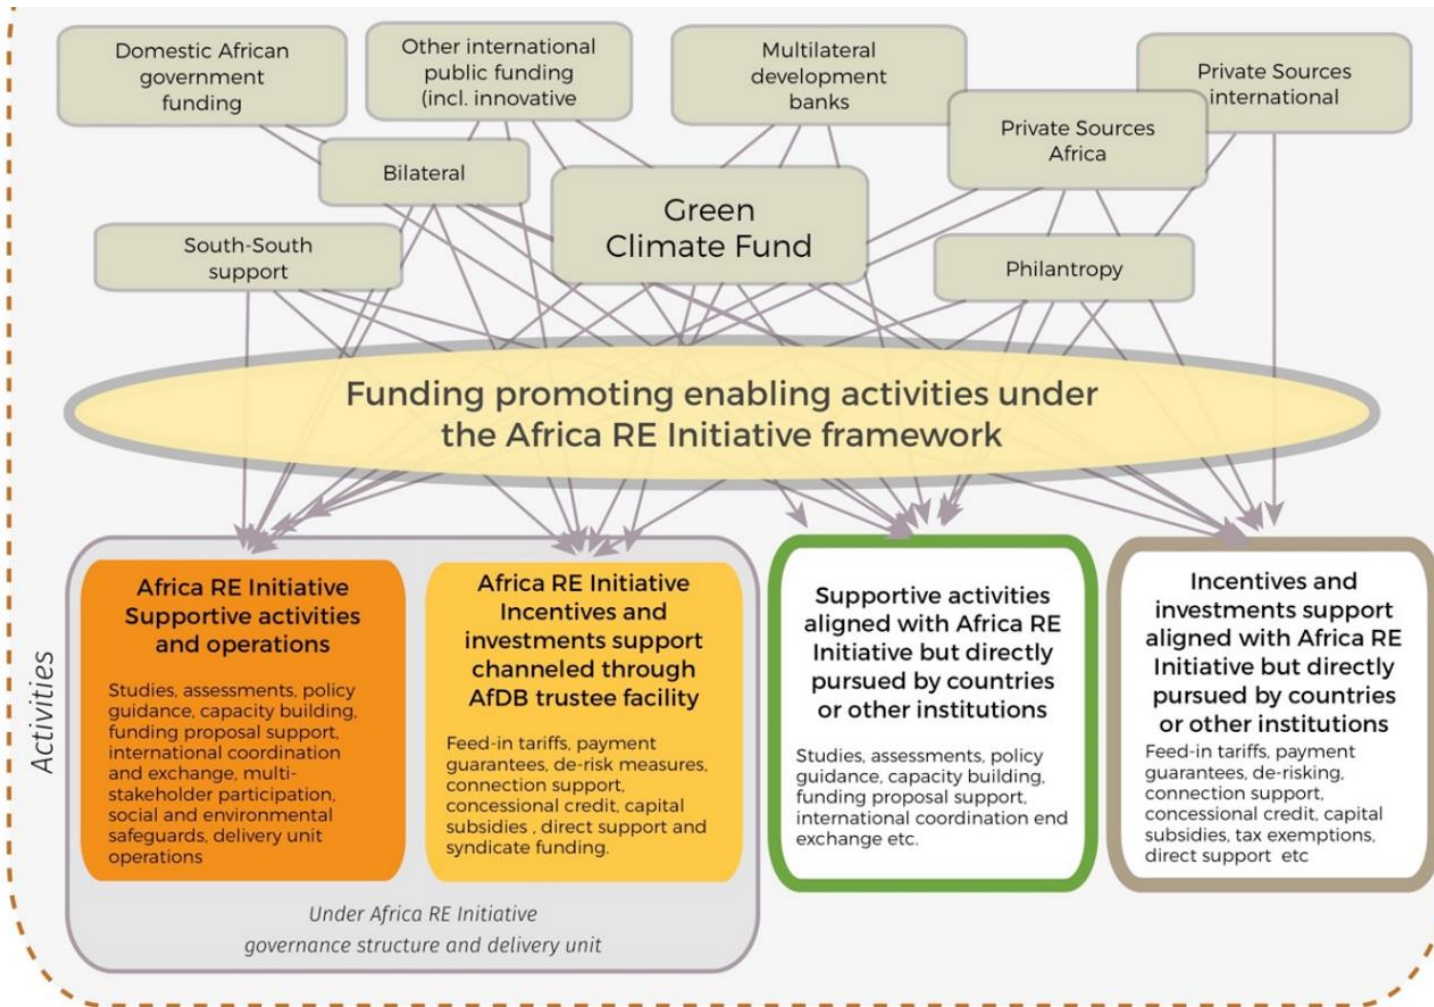 Domestic African
government
funding
Other international
public funding
(incl. innovative
Multilateral
development
banks
Private Sources
international
Private Sources
Africa
Bilateral
Green
Climate Fund
South-South
support
Philantropy
Funding promoting enabling activities under
the Africa RE Initiative framework
Activities
Africa RE Initiative
Supportive activities
and operations
Studies, assessments, policy
guidance, capacity building,
funding proposal support,
international coordination
and exchange, multi-
stakeholder participation,
social and environmental
safeguards, delivery unit
operations
Africa RE Initiative
Incentives and
investments support
channeled through
AfDB trustee facility
Feed-in tariffs, payment
guarantees, de-risk measures,
connection support,
concessional credit, capital
subsidies , direct support and
syndicate funding.
Under Africa RE Initiative
governance structure and delivery unit
Supportive activities
aligned with Africa RE
Initiative but directly
pursued by countries
or other institutions
Studies, assessments, policy
guidance, capacity building,
funding proposal support,
international coordination end
exchange etc.
Incentives and
investments support
aligned with Africa RE
Initiative but directly
pursued by countries
or other institutions
Feed-in tariffs, payment
guarantees, de-risking,
connection support,
concessional credit, capital
subsidies, tax exemptions,
direct support  etc